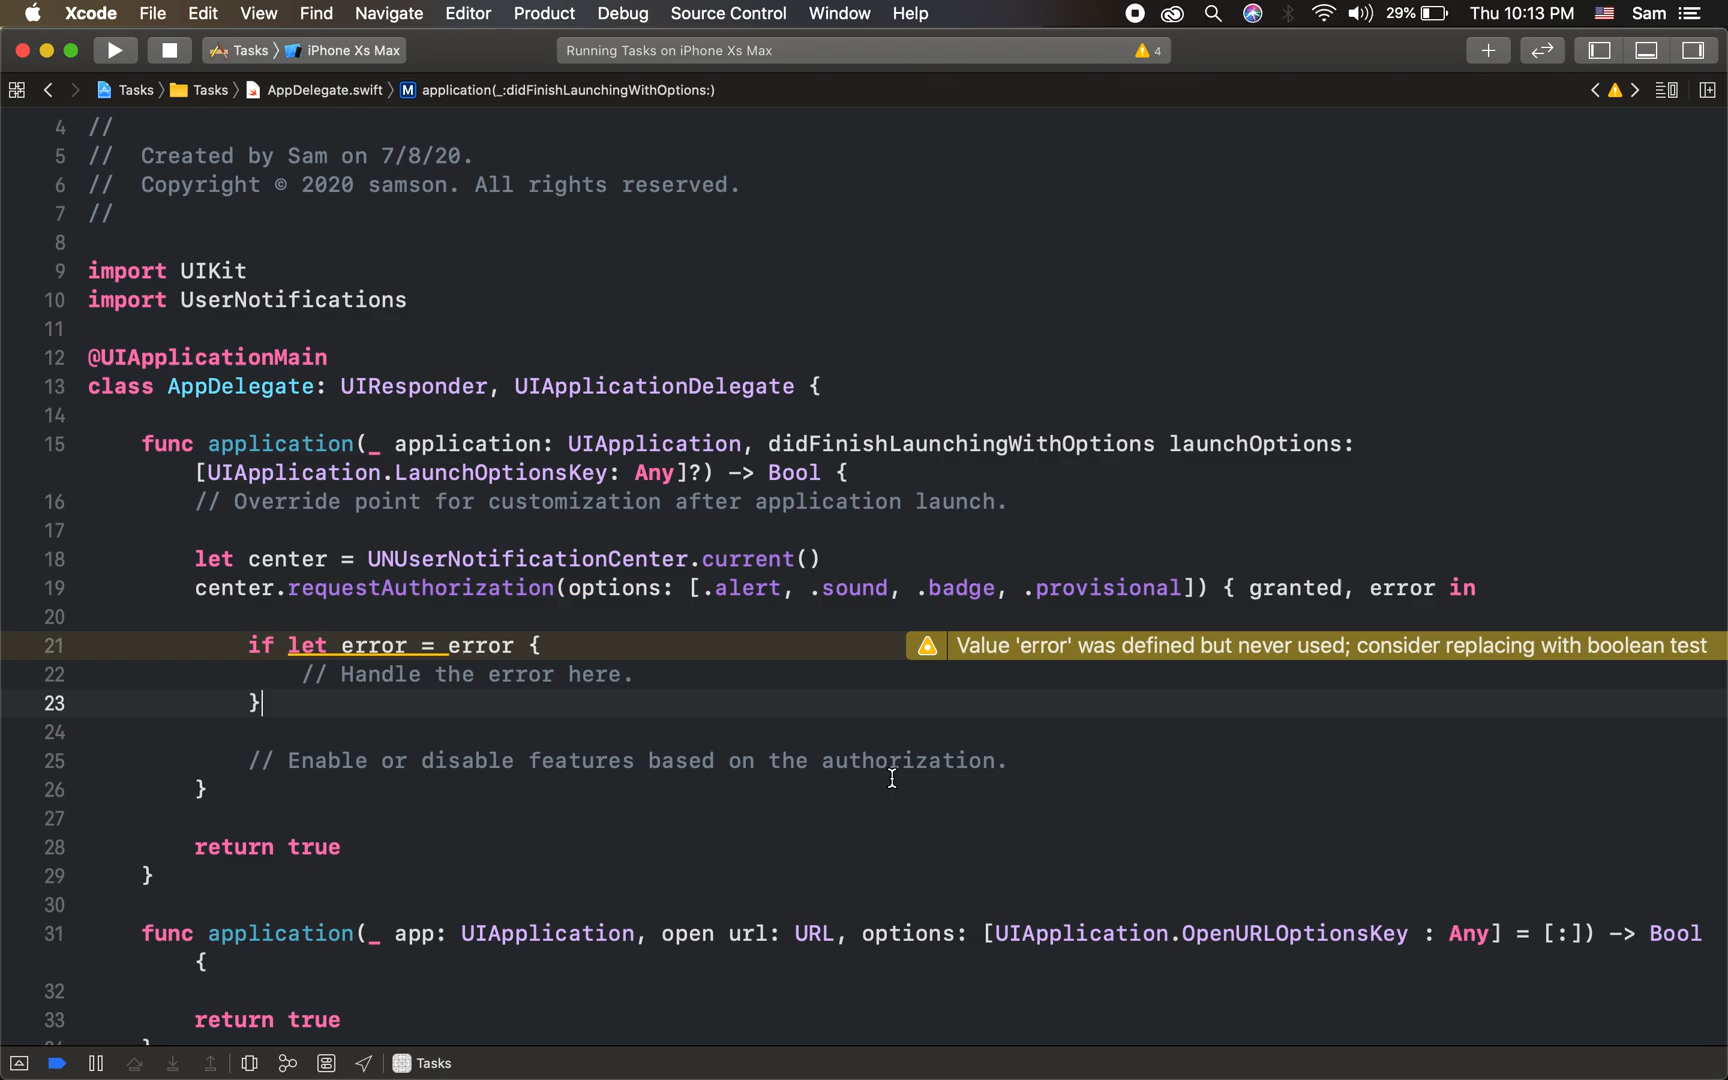 Xcode File Edit View Find Navigate Editor Product Debug Source Control Window Help 29% Thu 10:13 PM Sam
Tasks iPhone Xs Max Running Tasks on iPhone Xs Max 4
Tasks Tasks AppDelegate.swift M application(_:didFinishLaunchingWithOptions:)
4 //
5 // Created by Sam on 7/8/20.
6 // Copyright © 2020 samson. All rights reserved.
7 //
8
9 import UIKit
10 import UserNotifications
11
12 @UIApplicationMain
13 class AppDelegate: UIResponder, UIApplicationDelegate {
14
15 func application(_ application: UIApplication, didFinishLaunchingWithOptions launchOptions:
[UIApplication.LaunchOptionsKey: Any]?) -> Bool {
16 // Override point for customization after application launch.
17
18 let center = UNUserNotificationCenter.current()
19 center.requestAuthorization(options: [.alert, .sound, .badge, .provisional]) { granted, error in
20
21 if let error = error { Value 'error' was defined but never used; consider replacing with boolean test
22 // Handle the error here.
23 }
24
25 // Enable or disable features based on the authorization.
26 }
27
28 return true
29 }
30
31 func application(_ app: UIApplication, open url: URL, options: [UIApplication.OpenURLOptionsKey : Any] = [:]) -> Bool
{
32
33 return true
Tasks